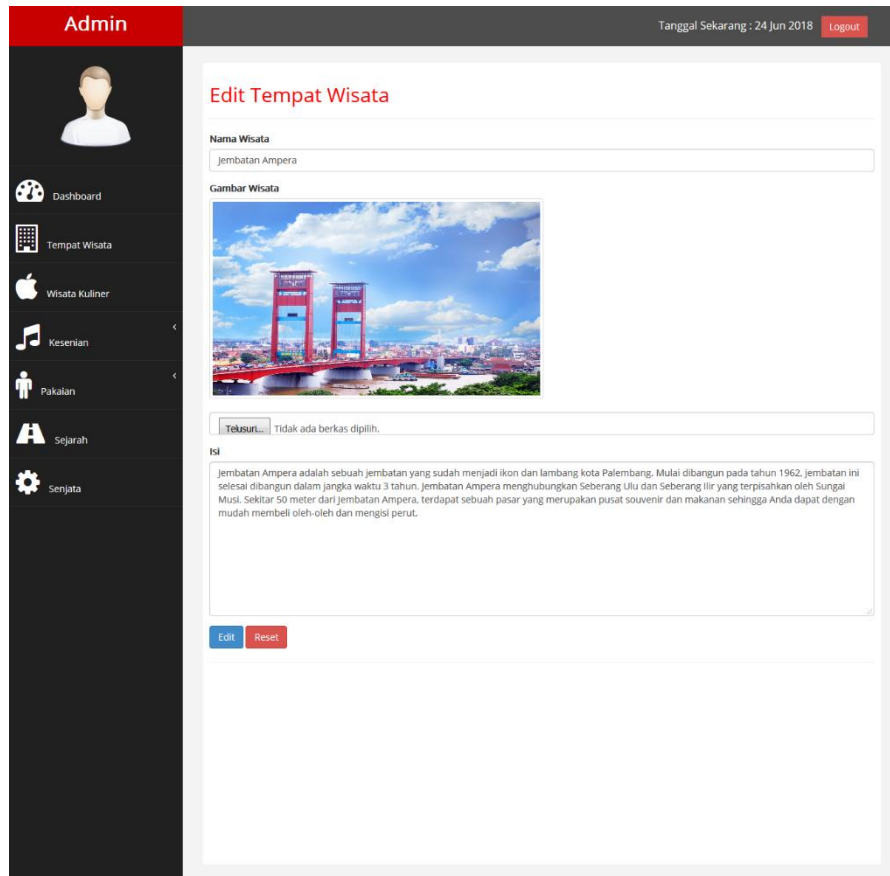 Admin
Tanggal Sekarang : 24 Jun 2018 Logout
Dashboard
Tempat Wisata
Wisata Kuliner
Kesenian
Pakaian
Sejarah
Senjata
Edit Tempat Wisata
Nama Wisata
Jembatan Ampera
Gambar Wisata
Telusuri... Tidak ada berkas dipilih.
Isi
Jembatan Ampera adalah sebuah jembatan yang sudah menjadi ikon dan lambang kota Palembang. Mulai dibangun pada tahun 1962, jembatan ini
selesai dibangun dalam jangka waktu 3 tahun. Jembatan Ampera menghubungkan Seberang Ulu dan Seberang Ilir yang terpisahkan oleh Sungai
Musi. Sekitar 50 meter dari Jembatan Ampera, terdapat sebuah pasar yang merupakan pusat souvenir dan makanan sehingga Anda dapat dengan
mudah membeli oleh-oleh dan mengisi perut.
Edit Reset